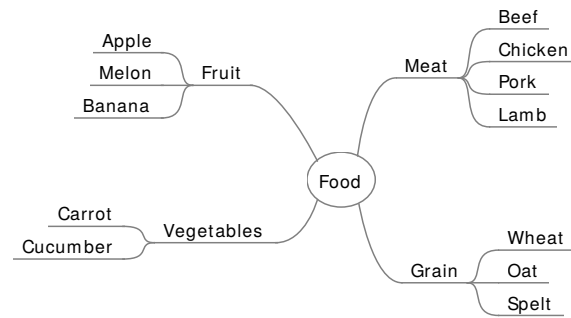 Apple
Melon
Banana
Fruit
Beef
Chicken
Pork
Lamb
Meat
Food
Carrot
Cucumber
Vegetables
Wheat
Oat
Spelt
Grain